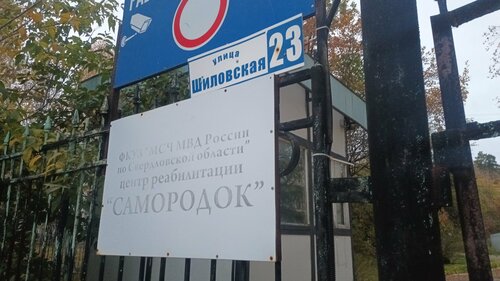 улица
Шиловская 23
ФКУЗ "МСЧ МВД России
по Свердловской области"
центр реабилитации
"САМОРОДОК"